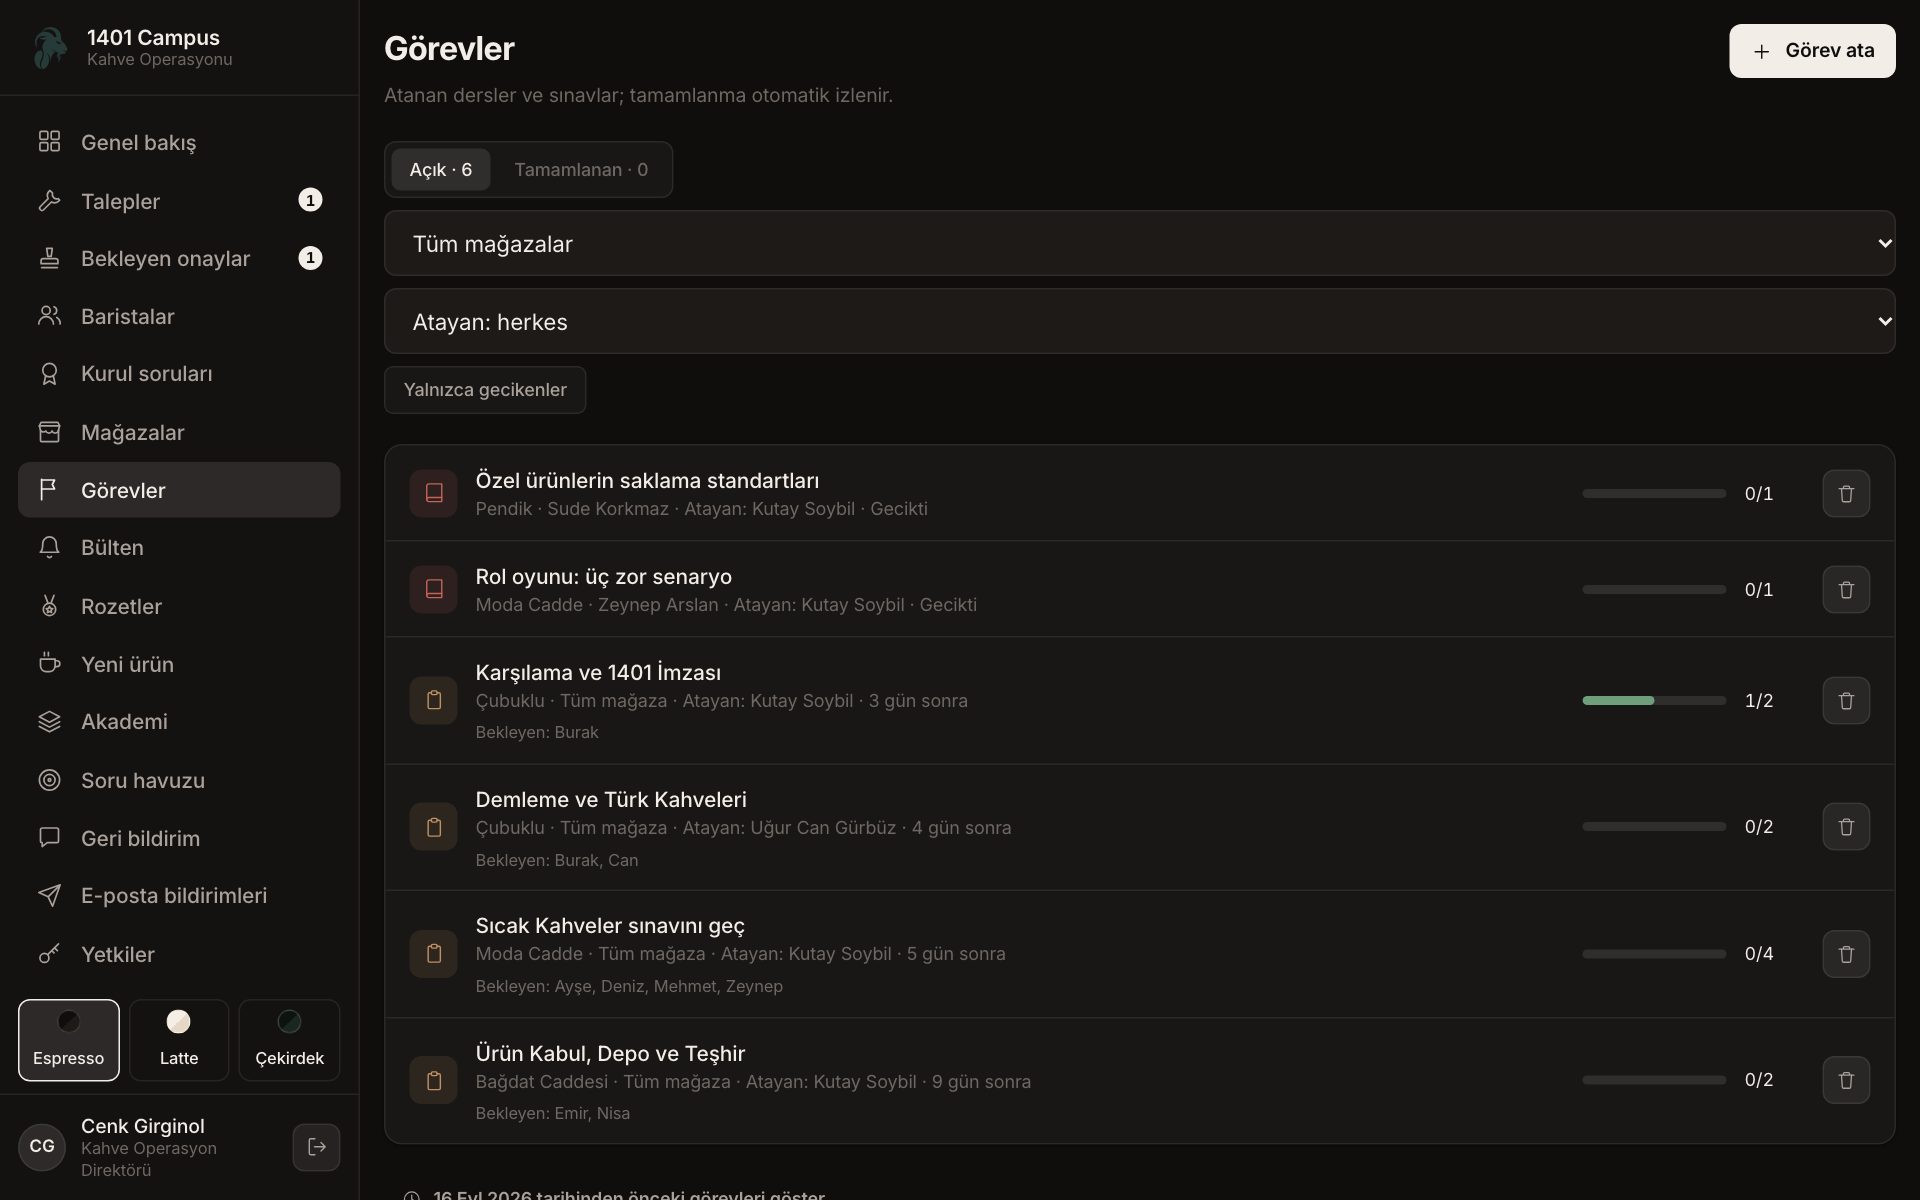 1401 Campus
Kahve Operasyonu
Genel bakış
Talepler 1
Bekleyen onaylar 1
Baristalar
Kurul soruları
Mağazalar
Görevler
Bülten
Rozetler
Yeni ürün
Akademi
Soru havuzu
Geri bildirim
E-posta bildirimleri
Yetkiler
Espresso Latte Çekirdek
CG
Cenk Girginol
Kahve Operasyon
Direktörü
Görevler
+ Görev ata
Atanan dersler ve sınavlar; tamamlanma otomatik izlenir.
Açık · 6 Tamamlanan · 0
Tüm mağazalar
Atayan: herkes
Yalnızca gecikenler
Özel ürünlerin saklama standartları
Pendik · Sude Korkmaz · Atayan: Kutay Soybil · Gecikti
0/1
Rol oyunu: üç zor senaryo
Moda Cadde · Zeynep Arslan · Atayan: Kutay Soybil · Gecikti
0/1
Karşılama ve 1401 İmzası
Çubuklu · Tüm mağaza · Atayan: Kutay Soybil · 3 gün sonra
Bekleyen: Burak
1/2
Demleme ve Türk Kahveleri
Çubuklu · Tüm mağaza · Atayan: Uğur Can Gürbüz · 4 gün sonra
Bekleyen: Burak, Can
0/2
Sıcak Kahveler sınavını geç
Moda Cadde · Tüm mağaza · Atayan: Kutay Soybil · 5 gün sonra
Bekleyen: Ayşe, Deniz, Mehmet, Zeynep
0/4
Ürün Kabul, Depo ve Teşhir
Bağdat Caddesi · Tüm mağaza · Atayan: Kutay Soybil · 9 gün sonra
Bekleyen: Emir, Nisa
0/2
16 Eyl 2026 tarihinden önceki görevleri göster